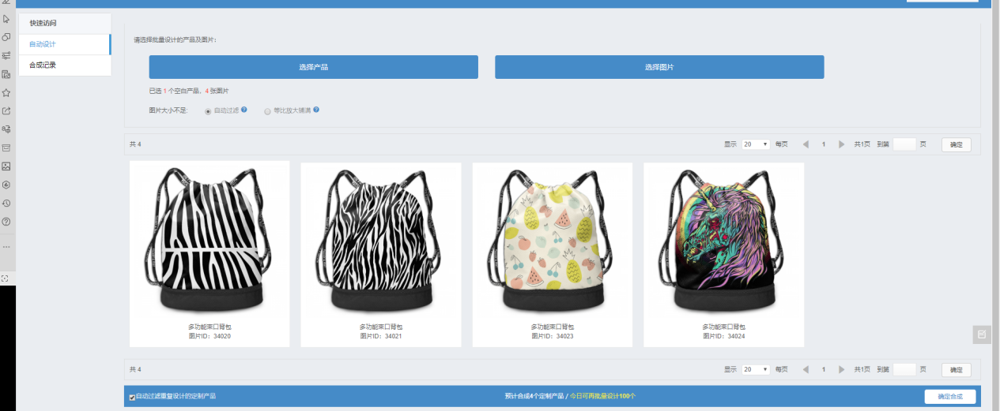 快速访问
自动设计
合成记录
请选择批量设计的产品及图片:
选择产品 选择图片
已选 1 个空白产品, 4 张图片
图片大小不足: 自动过滤 等比放大铺满
共 4 显示 20 每页 1 共1页 到第 页 确定
多功能束口背包 多功能束口背包 多功能束口背包 多功能束口背包
图片ID: 34020 图片ID: 34021 图片ID: 34023 图片ID: 34024
共 4 显示 20 每页 1 共1页 到第 页 确定
自动过滤重复设计的定制产品 预计合成4个定制产品 / 今日可再批量设计100个 确定合成